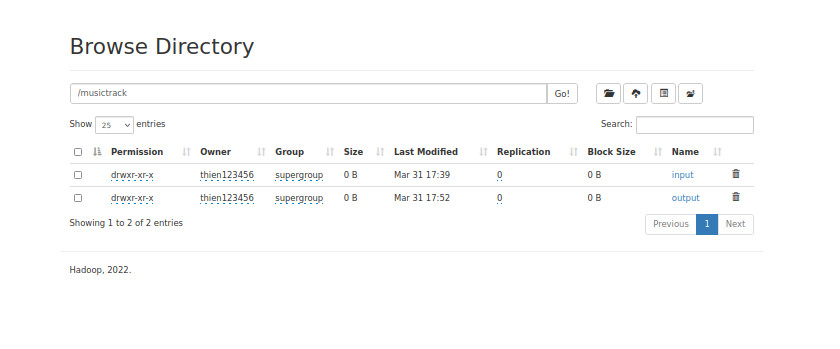 Browse Directory
/musictrack Go!
Show 25 entries Search:
Permission Owner Group Size Last Modified Replication Block Size Name
drwxr-xr-x thien123456 supergroup 0 B Mar 31 17:39 0 0 B input
drwxr-xr-x thien123456 supergroup 0 B Mar 31 17:52 0 0 B output
Showing 1 to 2 of 2 entries Previous 1 Next
Hadoop, 2022.